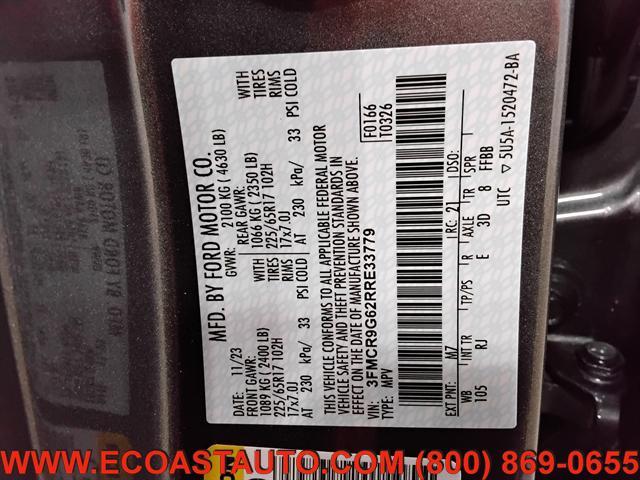 MFD. BY FORD MOTOR CO.
DATE: 11/23
GVWR: 2100 KG ( 4630 LB)
FRONT GAWR: 1089 KG ( 2400 LB)
REAR GAWR: 1066 KG ( 2350 LB)
225/65R17 102H TIRES
225/65R17 102H TIRES
17x7.0J RIMS
17x7.0J RIMS
AT 230 kPa/ 33 PSI COLD
AT 230 kPa/ 33 PSI COLD
THIS VEHICLE CONFORMS TO ALL APPLICABLE FEDERAL MOTOR
VEHICLE SAFETY AND THEFT PREVENTION STANDARDS IN
EFFECT ON THE DATE OF MANUFACTURE SHOWN ABOVE.
F0166
T0326
VIN: 3FMCR9G62RRE33779
TYPE: MPV
EXT PNT: M7 RC: 21 DSO:
WB INT TR TP/PS R AXLE TR SPR
105 RJ E 3D 8 FFBB
UTC ▽ 5U5A-1520472-BA
WWW.ECOASTAUTO.COM - (800) 869-0655